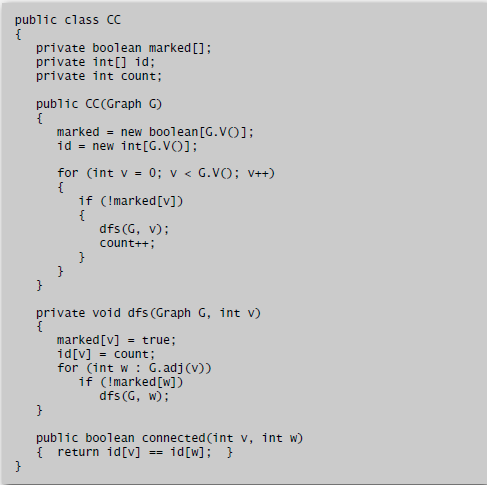 public class CC
{
   private boolean marked[];
   private int[] id;
   private int count;

   public CC(Graph G)
   {
      marked = new boolean[G.V()];
      id = new int[G.V()];

      for (int v = 0; v < G.V(); v++)
      {
         if (!marked[v])
         {
            dfs(G, v);
            count++;
         }
      }
   }

   private void dfs(Graph G, int v)
   {
      marked[v] = true;
      id[v] = count;
      for (int w : G.adj(v))
         if (!marked[w])
            dfs(G, w);
   }

   public boolean connected(int v, int w)
   {  return id[v] == id[w];  }
}